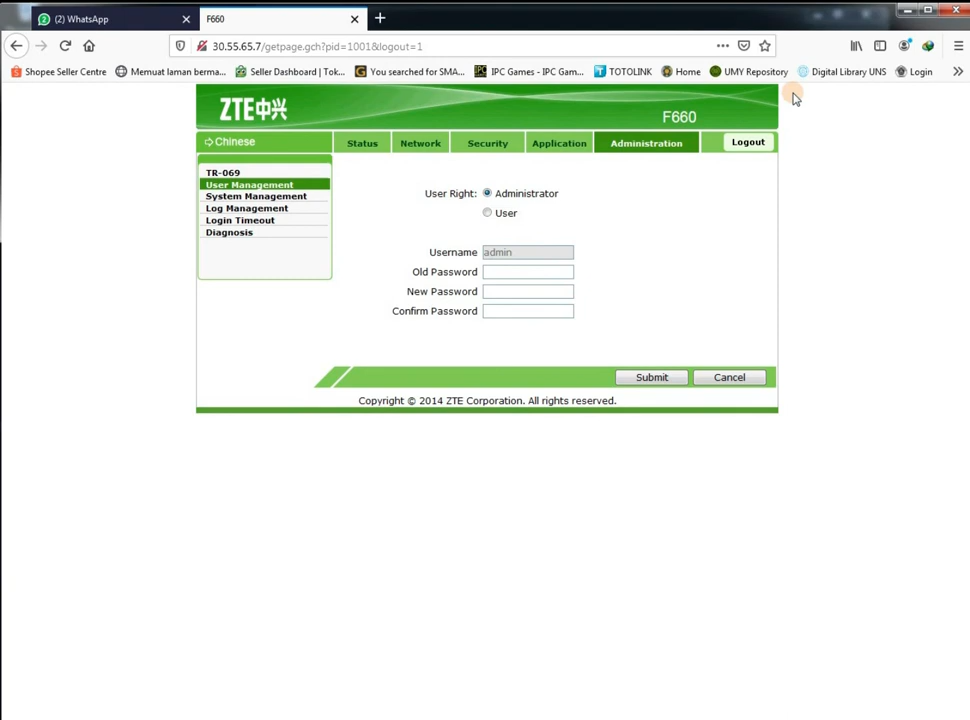 (2) WhatsApp
F660
30.55.65.7/getpage.gch?pid=1001&logout=1
Shopee Seller Centre
Memuat laman berma...
Seller Dashboard | Tok...
You searched for SMA...
IPC Games - IPC Gam...
TOTOLINK
Home
UMY Repository
Digital Library UNS
Login
ZTE中兴
F660
Chinese
Status
Network
Security
Application
Administration
Logout
TR-069
User Management
System Management
Log Management
Login Timeout
Diagnosis
User Right: Administrator
User
Username admin
Old Password
New Password
Confirm Password
Submit
Cancel
Copyright © 2014 ZTE Corporation. All rights reserved.